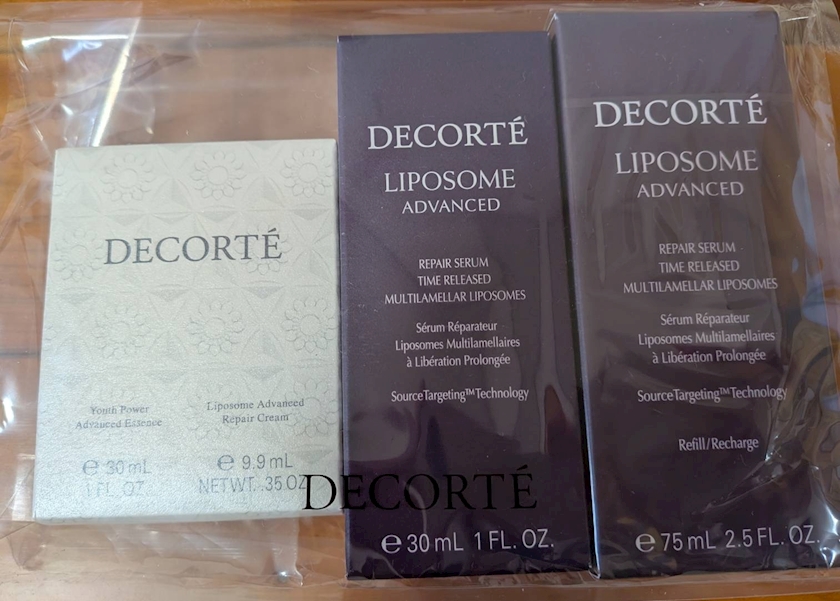 DECORTÉ
Youth Power
Advanced Essence
℮ 30 mL
1 FL. OZ.
Liposome Advanced
Repair Cream
℮ 9.9 mL
NET WT. .35 OZ.
DECORTÉ
LIPOSOME
ADVANCED
REPAIR SERUM
TIME RELEASED
MULTILAMELLAR LIPOSOMES
Sérum Réparateur
Liposomes Multilamellaires
à Libération Prolongée
SourceTargeting™Technology
℮ 30 mL 1 FL. OZ.
DECORTÉ
LIPOSOME
ADVANCED
REPAIR SERUM
TIME RELEASED
MULTILAMELLAR LIPOSOMES
Sérum Réparateur
Liposomes Multilamellaires
à Libération Prolongée
SourceTargeting™Technology
Refill/Recharge
℮ 75 mL 2.5 FL. OZ.
DECORTÉ